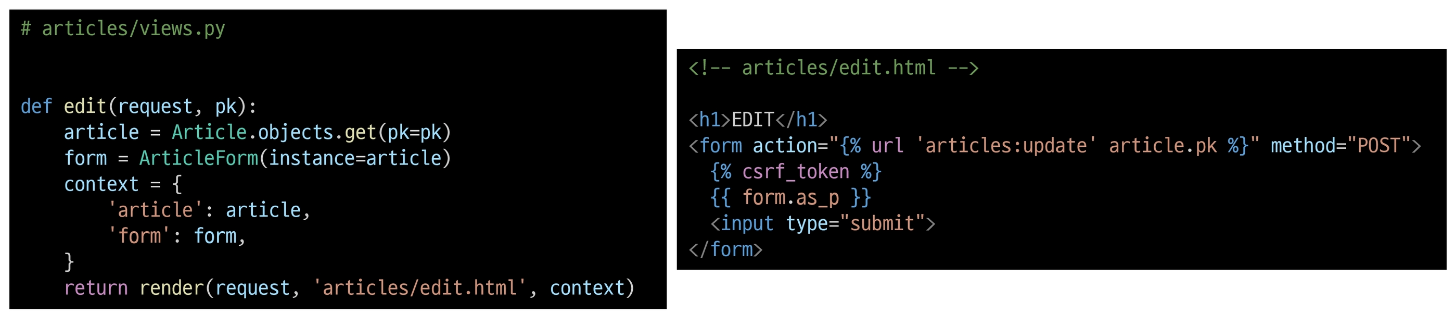 # articles/views.py
def edit(request, pk):
    article = Article.objects.get(pk=pk)
    form = ArticleForm(instance=article)
    context = {
        'article': article,
        'form': form,
    }
    return render(request, 'articles/edit.html', context)
<!-- articles/edit.html -->
<h1>EDIT</h1>
<form action="{% url 'articles:update' article.pk %}" method="POST">
  {% csrf_token %}
  {{ form.as_p }}
  <input type="submit">
</form>